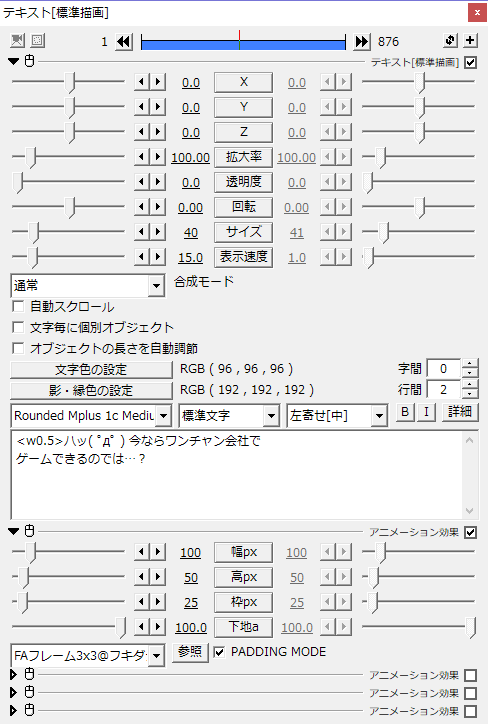 テキスト[標準描画]
1
876
テキスト[標準描画]
0.0 X 0.0
0.0 Y 0.0
0.0 Z 0.0
100.00 拡大率 100.00
0.0 透明度 0.0
0.00 回転 0.00
40 サイズ 41
15.0 表示速度 1.0
通常 合成モード
自動スクロール
文字毎に個別オブジェクト
オブジェクトの長さを自動調節
文字色の設定 RGB ( 96 , 96 , 96 ) 字間 0
影・縁色の設定 RGB ( 192 , 192 , 192 ) 行間 2
Rounded Mplus 1c Mediu 標準文字 左寄せ[中] B I 詳細
<w0.5>ハッ( ﾟдﾟ ) 今ならワンチャン会社で
ゲームできるのでは…？
アニメーション効果
100 幅px 100
50 高px 50
25 枠px 25
100.0 下地a 100.0
FAフレーム3x3@フキダ 参照 PADDING MODE
アニメーション効果
アニメーション効果
アニメーション効果